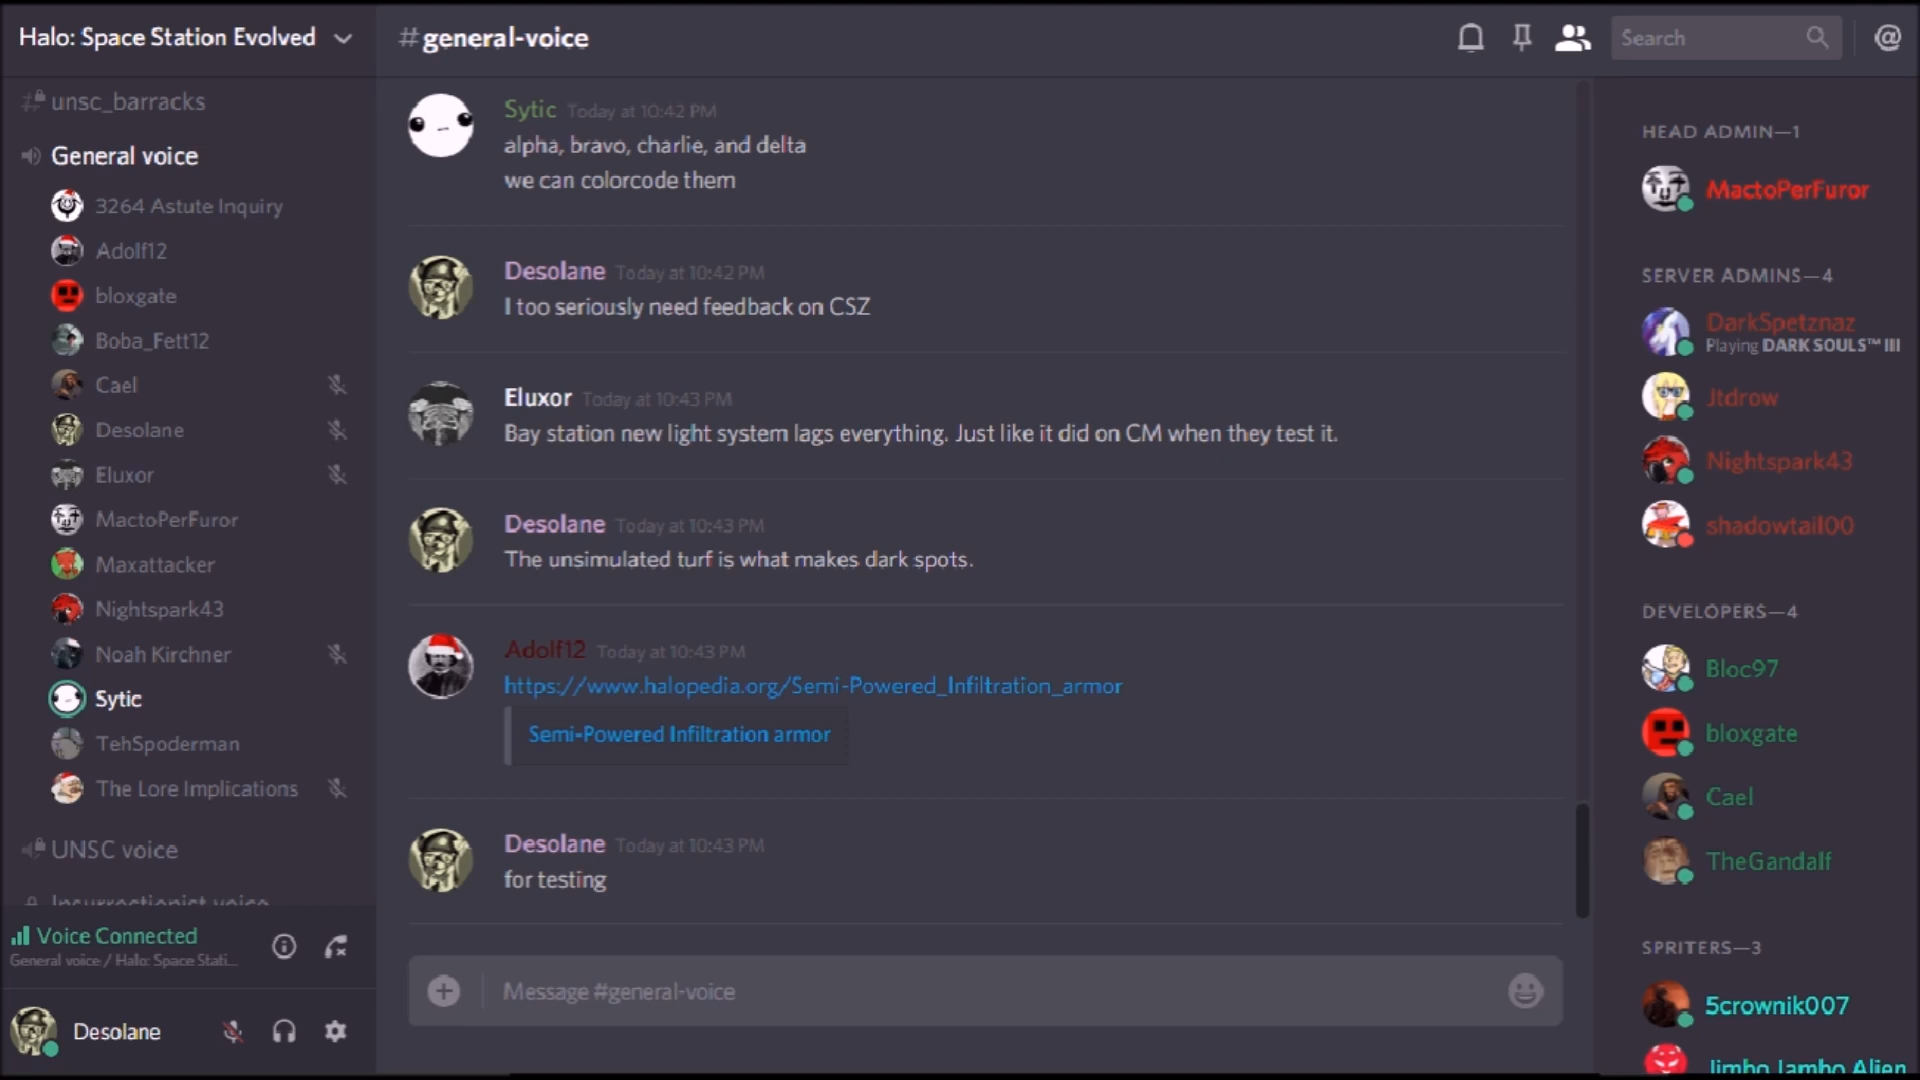 Halo: Space Station Evolved
#general-voice
Search
@
unsc_barracks
General voice
3264 Astute Inquiry
Adolf12
bloxgate
Boba_Fett12
Cael
Desolane
Eluxor
MactoPerFuror
Maxattacker
Nightspark43
Noah Kirchner
Sytic
TehSpoderman
The Lore Implications
UNSC voice
Insurrectionist voice
Voice Connected
General voice / Halo: Space Stati...
Desolane
Sytic Today at 10:42 PM
alpha, bravo, charlie, and delta
we can colorcode them
Desolane Today at 10:42 PM
I too seriously need feedback on CSZ
Eluxor Today at 10:43 PM
Bay station new light system lags everything. Just like it did on CM when they test it.
Desolane Today at 10:43 PM
The unsimulated turf is what makes dark spots.
Adolf12 Today at 10:43 PM
https://www.halopedia.org/Semi-Powered_Infiltration_armor
Semi-Powered Infiltration armor
Desolane Today at 10:43 PM
for testing
Message #general-voice
HEAD ADMIN—1
MactoPerFuror
SERVER ADMINS—4
DarkSpetznaz
Playing DARK SOULS™ III
Jtdrow
Nightspark43
shadowtail00
DEVELOPERS—4
Bloc97
bloxgate
Cael
TheGandalf
SPRITERS—3
5crownik007
Jimbo Jambo Alien